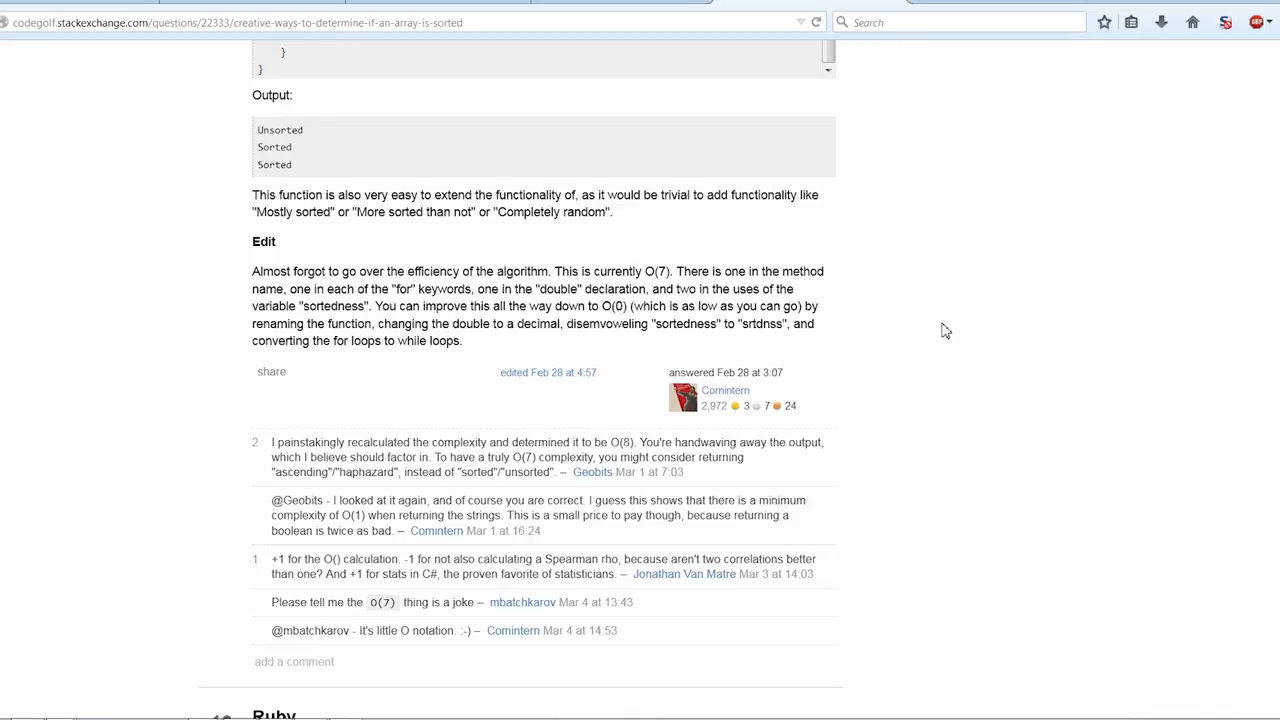 codegolf.stackexchange.com/questions/22333/creative-ways-to-determine-if-an-array-is-sorted
Search
}
}
Output:
Unsorted
Sorted
Sorted
This function is also very easy to extend the functionality of, as it would be trivial to add functionality like
"Mostly sorted" or "More sorted than not" or "Completely random".
Edit
Almost forgot to go over the efficiency of the algorithm. This is currently O(7). There is one in the method
name, one in each of the "for" keywords, one in the "double" declaration, and two in the uses of the
variable "sortedness". You can improve this all the way down to O(0) (which is as low as you can go) by
renaming the function, changing the double to a decimal, disemvoweling "sortedness" to "srtdnss", and
converting the for loops to while loops.
share
edited Feb 28 at 4:57
answered Feb 28 at 3:07
Comintern
2,972 3 7 24
2 I painstakingly recalculated the complexity and determined it to be O(8). You're handwaving away the output,
which I believe should factor in. To have a truly O(7) complexity, you might consider returning
"ascending"/"haphazard", instead of "sorted"/"unsorted". – Geobits Mar 1 at 7:03
@Geobits - I looked at it again, and of course you are correct. I guess this shows that there is a minimum
complexity of O(1) when returning the strings. This is a small price to pay though, because returning a
boolean is twice as bad. – Comintern Mar 1 at 16:24
1 +1 for the O() calculation. -1 for not also calculating a Spearman rho, because aren't two correlations better
than one? And +1 for stats in C#, the proven favorite of statisticians. – Jonathan Van Matre Mar 3 at 14:03
Please tell me the O(7) thing is a joke – mbatchkarov Mar 4 at 13:43
@mbatchkarov - It's little O notation. :-) – Comintern Mar 4 at 14:53
add a comment
Ruby